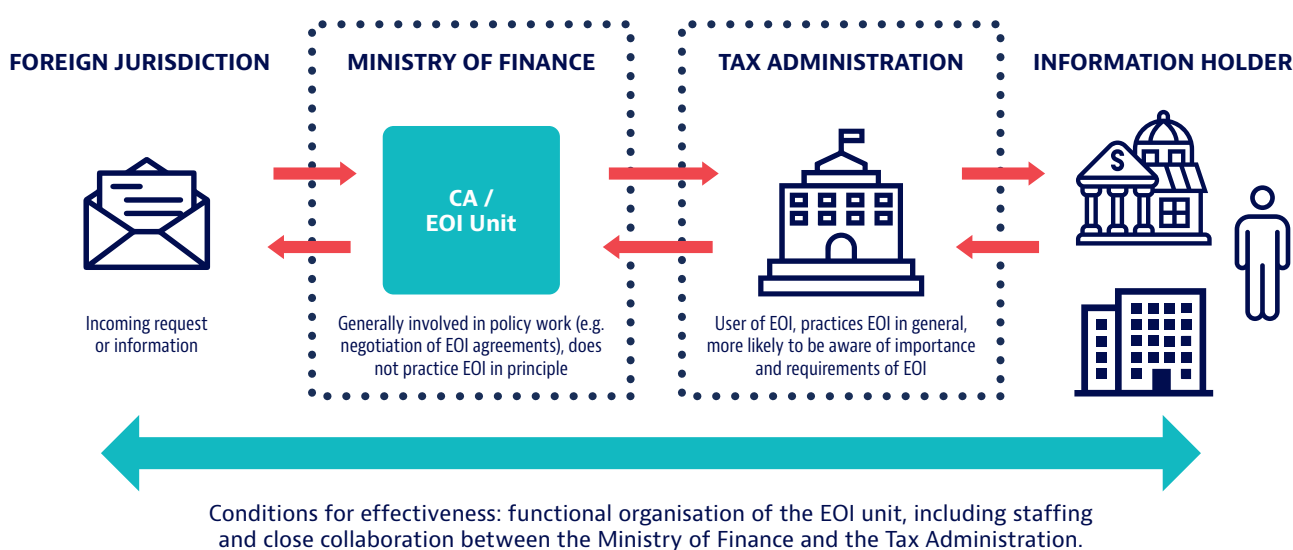 FOREIGN JURISDICTION
MINISTRY OF FINANCE
TAX ADMINISTRATION
INFORMATION HOLDER
CA /
EOI Unit
$
Incoming request
or information
Generally involved in policy work (e.g.
negotiation of EOI agreements), does
not practice EOI in principle
User of EOI, practices EOI in general,
more likely to be aware of importance
and requirements of EOI
Conditions for effectiveness: functional organisation of the EOI unit, including staffing
and close collaboration between the Ministry of Finance and the Tax Administration.